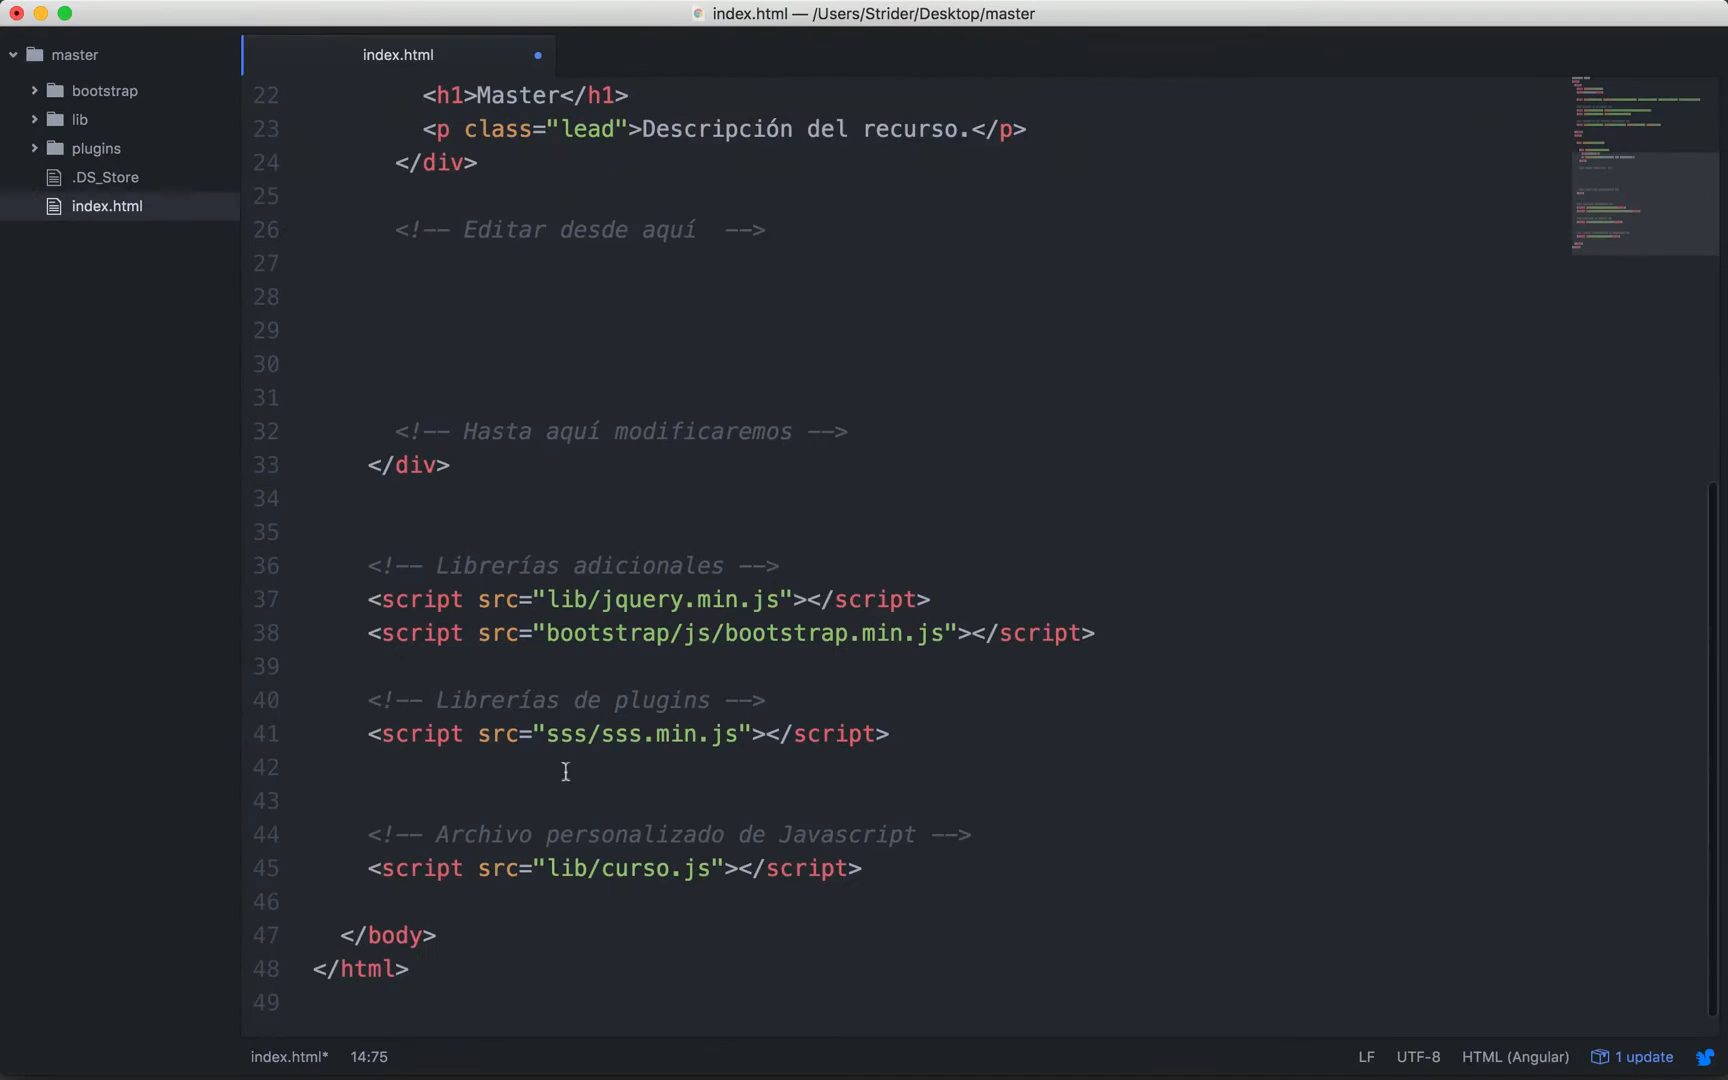 index.html — /Users/Strider/Desktop/master
master
bootstrap
lib
plugins
.DS_Store
index.html
index.html
22 <h1>Master</h1>
23 <p class="lead">Descripción del recurso.</p>
24 </div>
25
26 <!-- Editar desde aquí  -->
27
28
29
30
31
32 <!-- Hasta aquí modificaremos -->
33 </div>
34
35
36 <!-- Librerías adicionales -->
37 <script src="lib/jquery.min.js"></script>
38 <script src="bootstrap/js/bootstrap.min.js"></script>
39
40 <!-- Librerías de plugins -->
41 <script src="sss/sss.min.js"></script>
42
43
44 <!-- Archivo personalizado de Javascript -->
45 <script src="lib/curso.js"></script>
46
47 </body>
48 </html>
49
index.html* 14:75 LF UTF-8 HTML (Angular) 1 update